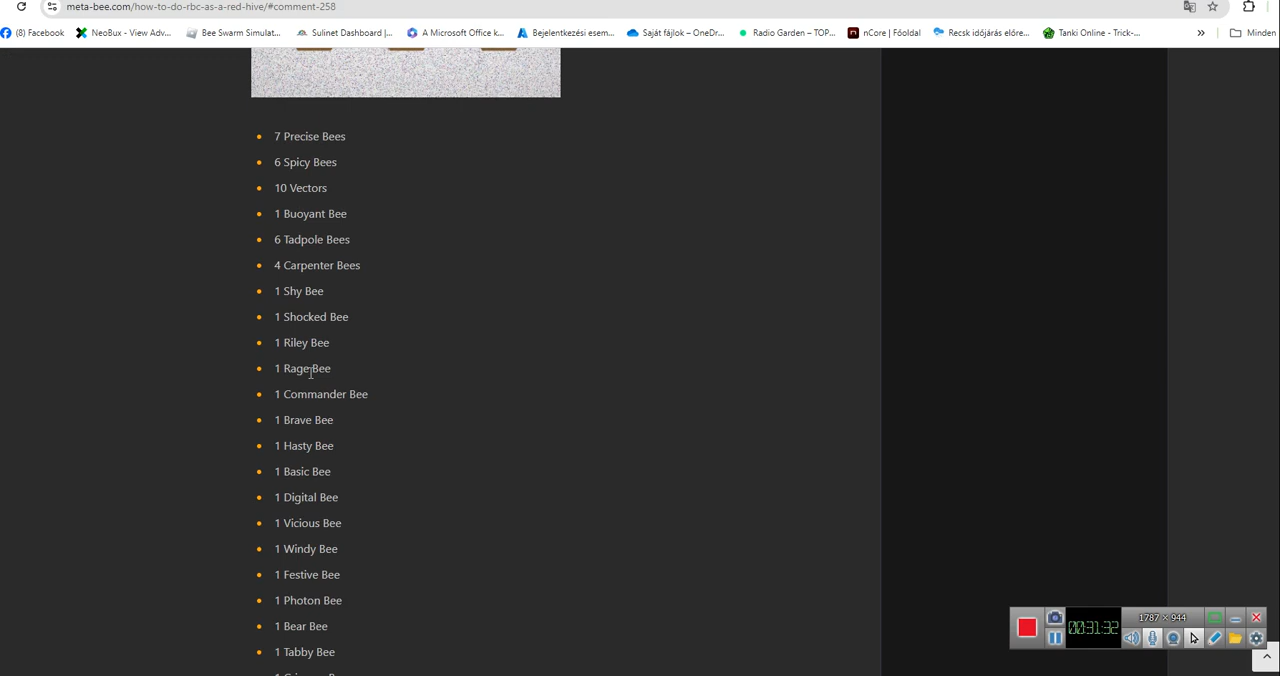 meta-bee.com/how-to-do-rbc-as-a-red-hive/#comment-258
(8) Facebook
NeoBux - View Adv...
Bee Swarm Simulat...
Sulinet Dashboard |...
A Microsoft Office k...
Bejelentkezési esem...
Saját fájlok – OneDr...
Radio Garden – TOP...
nCore | Főoldal
Recsk időjárás előre...
Tanki Online - Trick-...
»
Minden
7 Precise Bees
6 Spicy Bees
10 Vectors
1 Buoyant Bee
6 Tadpole Bees
4 Carpenter Bees
1 Shy Bee
1 Shocked Bee
1 Riley Bee
1 Rage Bee
1 Commander Bee
1 Brave Bee
1 Hasty Bee
1 Basic Bee
1 Digital Bee
1 Vicious Bee
1 Windy Bee
1 Festive Bee
1 Photon Bee
1 Bear Bee
1 Tabby Bee
1787 × 944
00:31:32